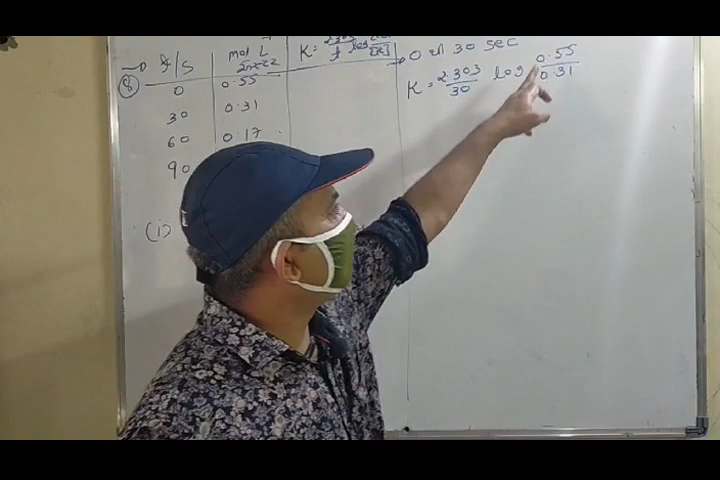 t/s
mol L
K = 2.303
t log
⑧
0 0.55
30 0.31
60 0.17
90
(i)
0 થી 30 sec
K = 2.303 log 0.55
30 0.31